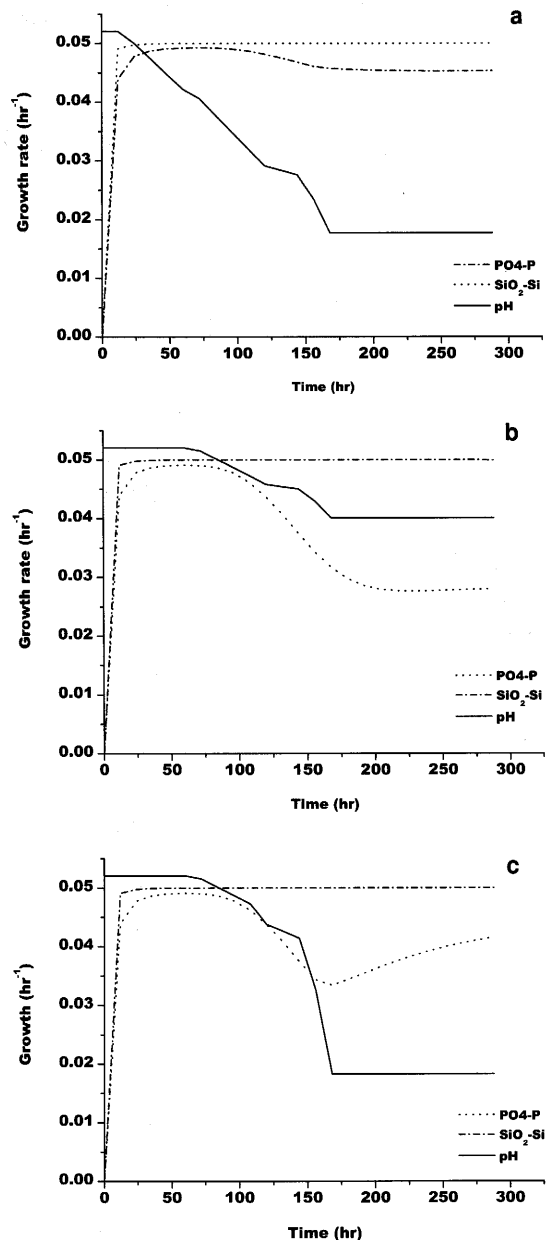 a
0.05
0.04
0.03
0.02
0.01
0.00
Growth rate (hr-1)
PO4-P
SiO2-Si
pH
0 50 100 150 200 250 300
Time (hr)
b
0.05
0.04
0.03
0.02
0.01
0.00
Growth rate (hr-1)
PO4-P
SiO2-Si
pH
0 50 100 150 200 250 300
Time (hr)
c
0.05
0.04
0.03
0.02
0.01
0.00
Growth (hr-1)
PO4-P
SiO2-Si
pH
0 50 100 150 200 250 300
Time (hr)